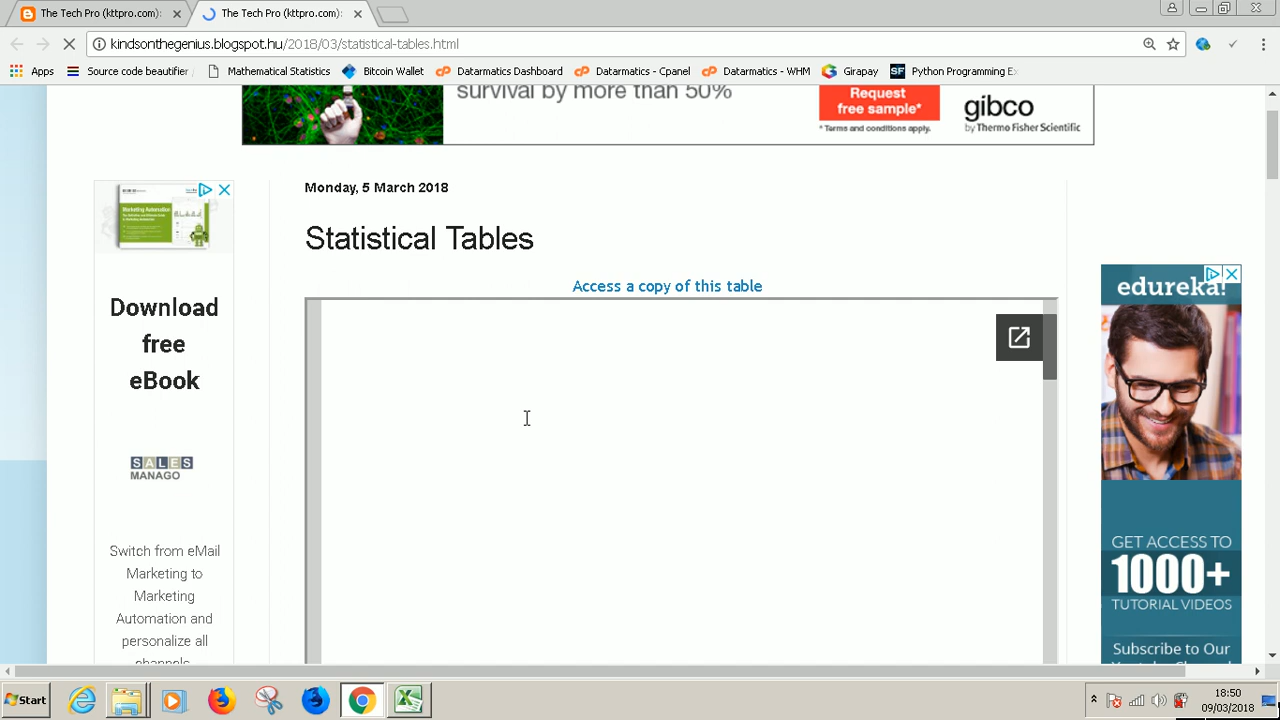 The Tech Pro (kttpro.com):
The Tech Pro (kttpro.com):
kindsonthegenius.blogspot.hu/2018/03/statistical-tables.html
Apps
Source code beautifier
Mathematical Statistics
Bitcoin Wallet
Datarmatics Dashboard
Datarmatics - Cpanel
Datarmatics - WHM
Girapay
SF
Python Programming Ex
survival by more than 50%
Request
free sample*
* Terms and conditions apply.
gibco
by Thermo Fisher Scientific
Monday, 5 March 2018
Statistical Tables
Access a copy of this table
Marketing Automation
Download
free
eBook
SALES
MANAGO
Switch from eMail
Marketing to
Marketing
Automation and
personalize all
channels
edureka!
GET ACCESS TO
1000+
TUTORIAL VIDEOS
Subscribe to Our
Start
18:50
09/03/2018